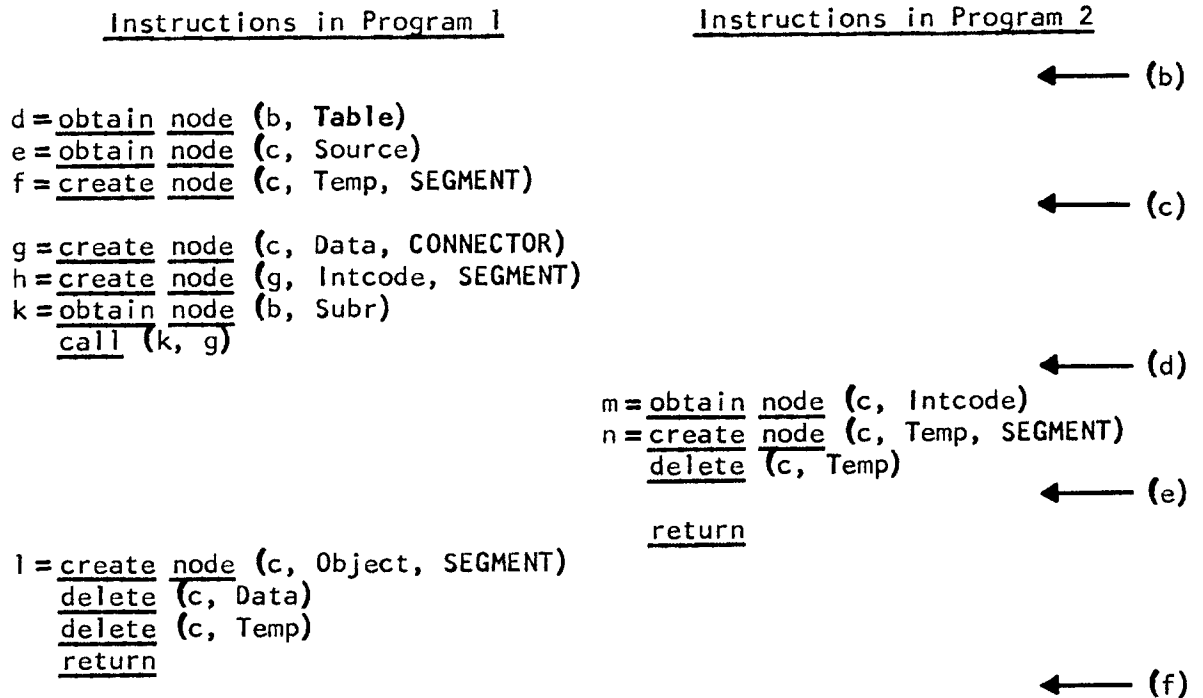 Instructions in Program 1 Instructions in Program 2
(b)
d = obtain node (b, Table)
e = obtain node (c, Source)
f = create node (c, Temp, SEGMENT)
(c)
g = create node (c, Data, CONNECTOR)
h = create node (g, Intcode, SEGMENT)
k = obtain node (b, Subr)
call (k, g)
(d)
m = obtain node (c, Intcode)
n = create node (c, Temp, SEGMENT)
delete (c, Temp)
(e)
return
l = create node (c, Object, SEGMENT)
delete (c, Data)
delete (c, Temp)
return
(f)